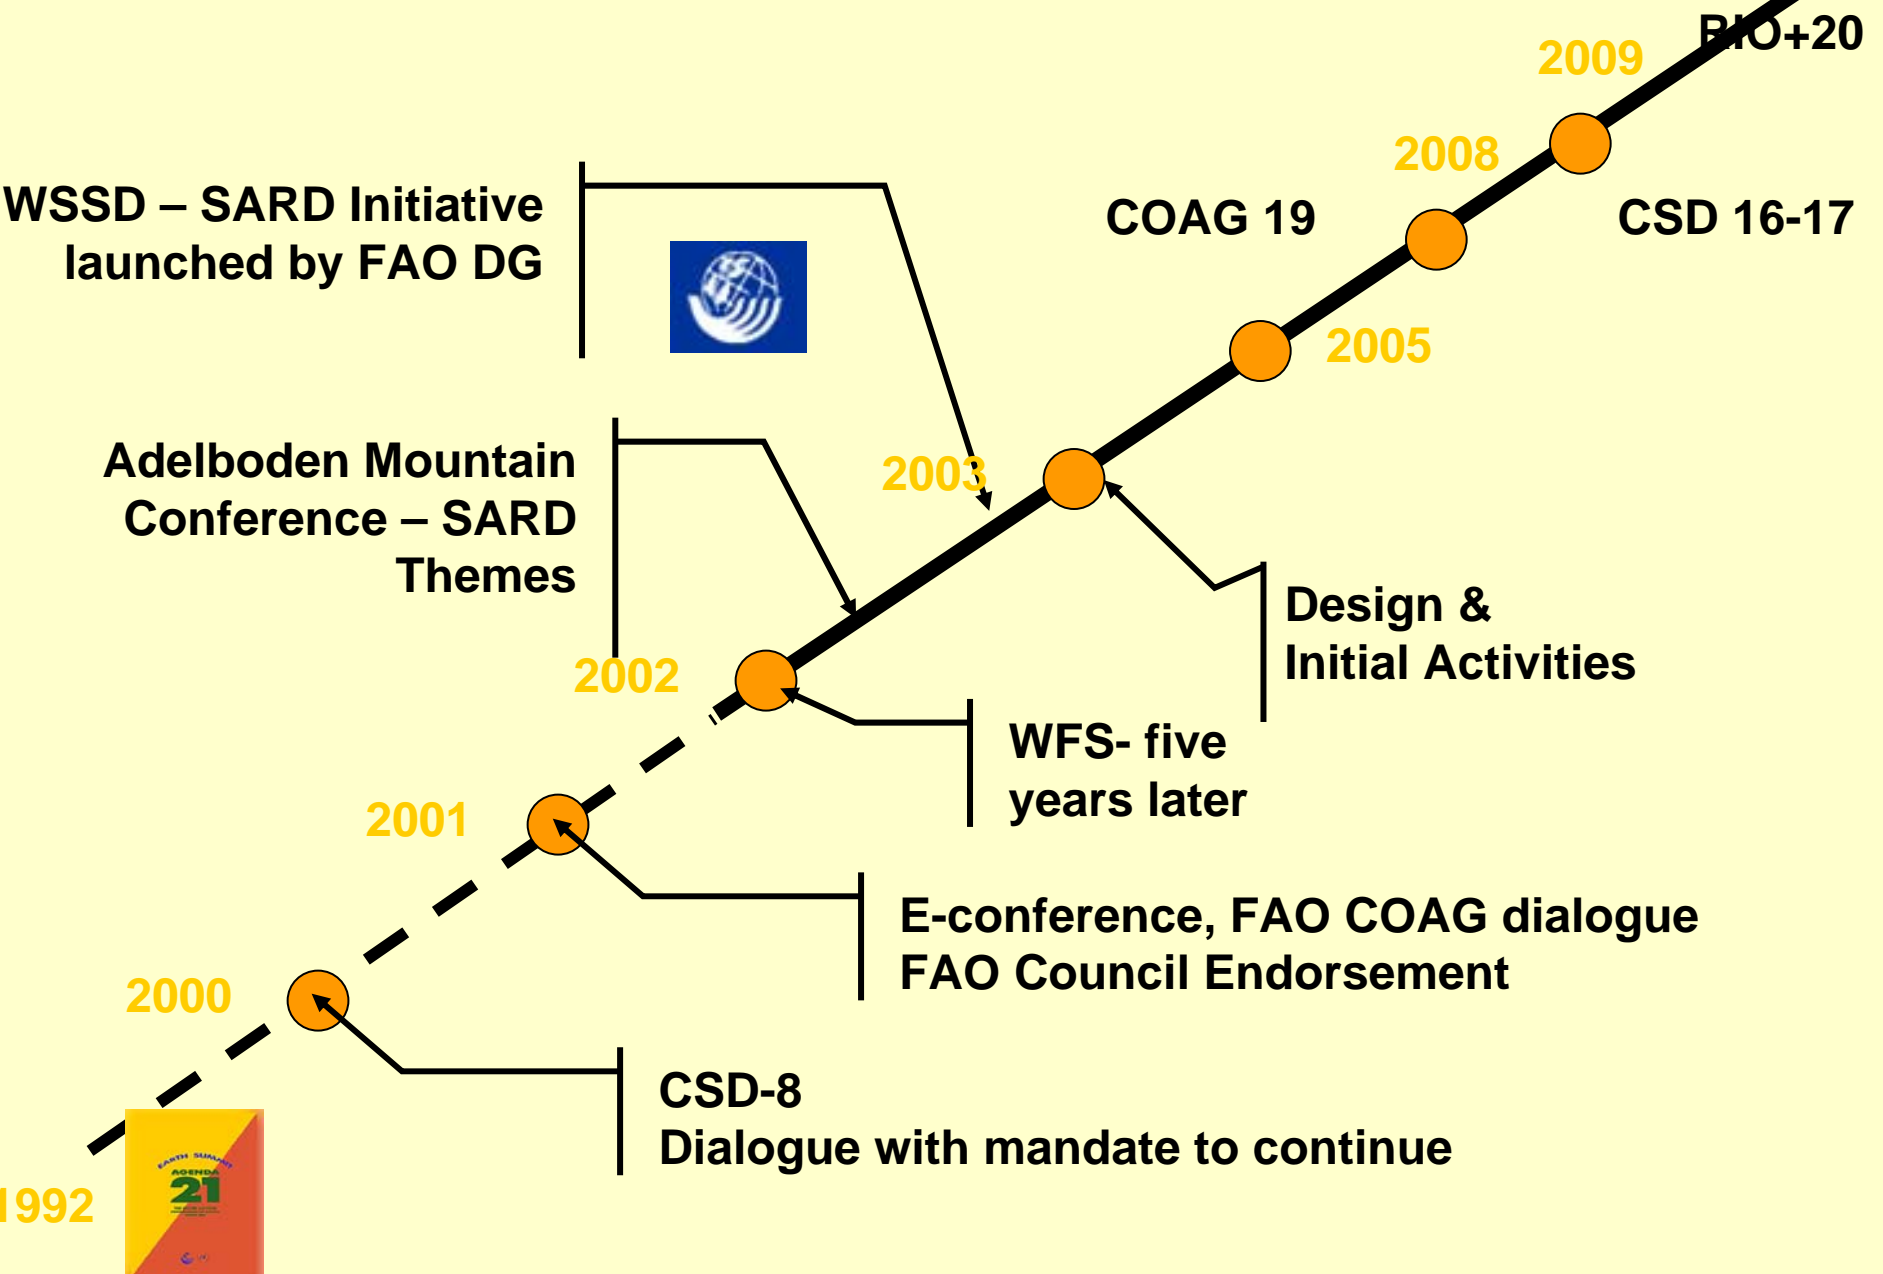 RIO+20
2009
2008
WSSD – SARD Initiative
launched by FAO DG
COAG 19
CSD 16-17
2005
Adelboden Mountain
Conference – SARD
Themes
2003
Design &
Initial Activities
2002
WFS- five
years later
2001
E-conference, FAO COAG dialogue
FAO Council Endorsement
2000
CSD-8
Dialogue with mandate to continue
EARTH SUMMIT
AGENDA
21
1992